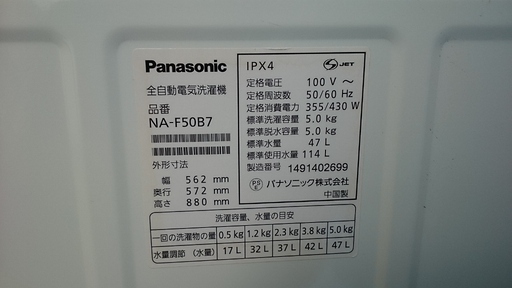 Panasonic
全自動電気洗濯機
品番
NA-F50B7
外形寸法
幅 562 mm
奥行 572 mm
高さ 880 mm
IPX4
S JET
定格電圧 100 V ～
定格周波数 50/60 Hz
定格消費電力 355/430 W
標準洗濯容量 5.0 kg
標準脱水容量 5.0 kg
標準水量 47 L
標準使用水量 114 L
製造番号 1491402699
PS E パナソニック株式会社
中国製
洗濯容量、水量の目安
一回の洗濯物の量 0.5 kg 1.2 kg 2.3 kg 3.8 kg 5.0 kg
水量調節（水量） 17 L 32 L 37 L 42 L 47 L